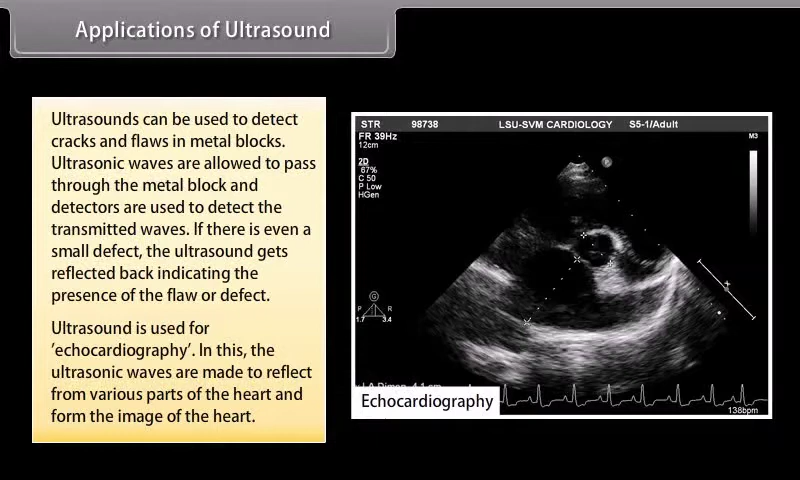 Applications of Ultrasound
Ultrasounds can be used to detect
cracks and flaws in metal blocks.
Ultrasonic waves are allowed to pass
through the metal block and
detectors are used to detect the
transmitted waves. If there is even a
small defect, the ultrasound gets
reflected back indicating the
presence of the flaw or defect.
Ultrasound is used for
'echocardiography'. In this, the
ultrasonic waves are made to reflect
from various parts of the heart and
form the image of the heart.
STR 98738 LSU-SVM CARDIOLOGY S5-1/Adult
FR 39Hz
12cm
M3
2D
67%
C 50
P Low
HGen
P
G
P R
1.7 3.4
Echocardiography
138bpm